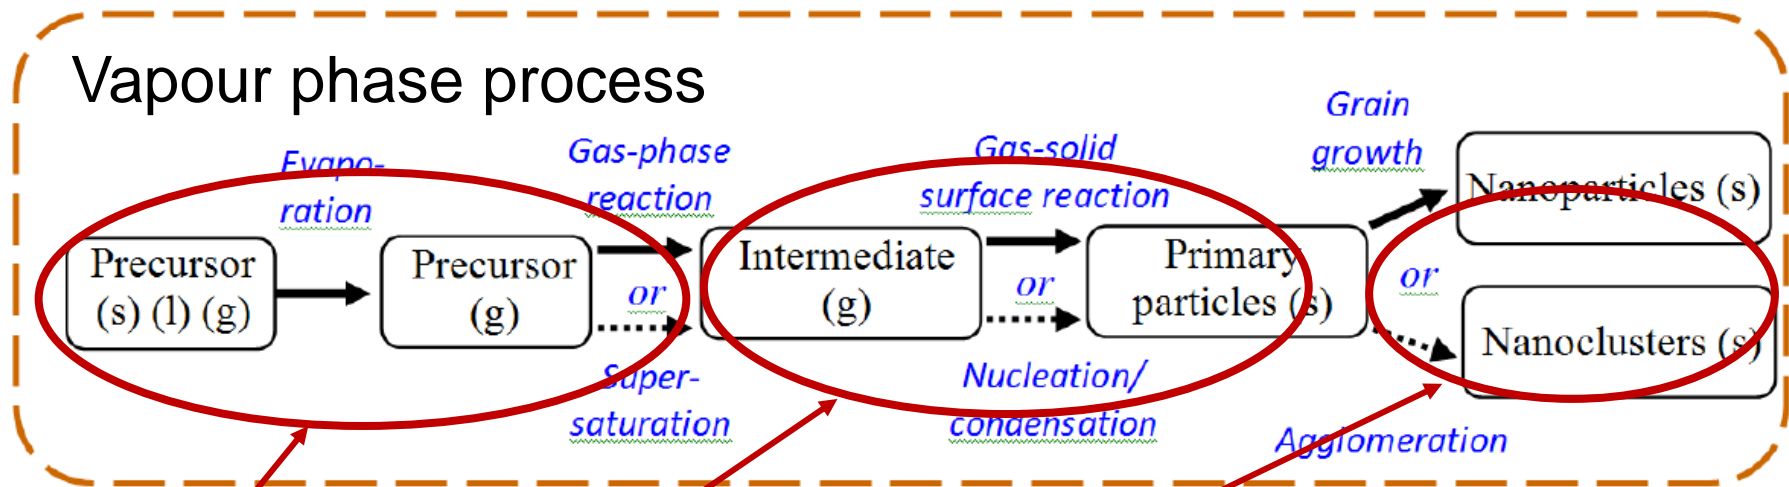 Vapour phase process
Evapo-
ration
Gas-phase
reaction
Gas-solid
surface reaction
Grain
growth
Precursor
(s) (l) (g)
Precursor
(g)
or
Intermediate
(g)
or
Primary
particles (s)
or
Nanoparticles (s)
Nanoclusters (s)
Super-
saturation
Nucleation/
condensation
Agglomeration